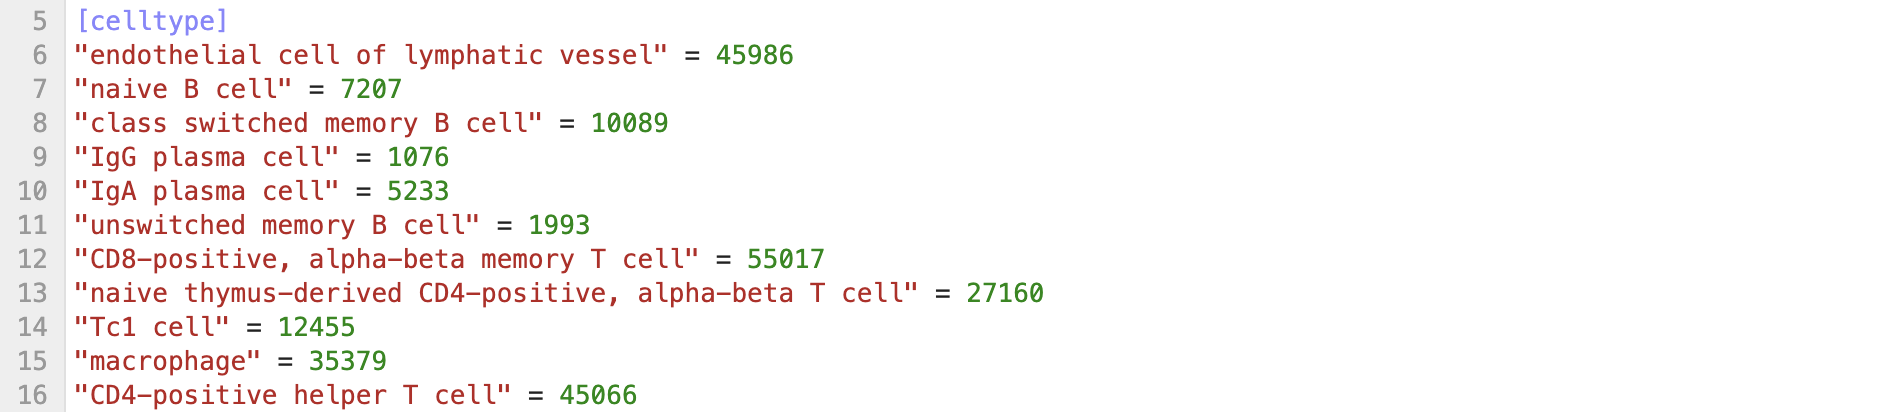 5 [celltype]
6 "endothelial cell of lymphatic vessel" = 45986
7 "naive B cell" = 7207
8 "class switched memory B cell" = 10089
9 "IgG plasma cell" = 1076
10 "IgA plasma cell" = 5233
11 "unswitched memory B cell" = 1993
12 "CD8-positive, alpha-beta memory T cell" = 55017
13 "naive thymus-derived CD4-positive, alpha-beta T cell" = 27160
14 "Tc1 cell" = 12455
15 "macrophage" = 35379
16 "CD4-positive helper T cell" = 45066